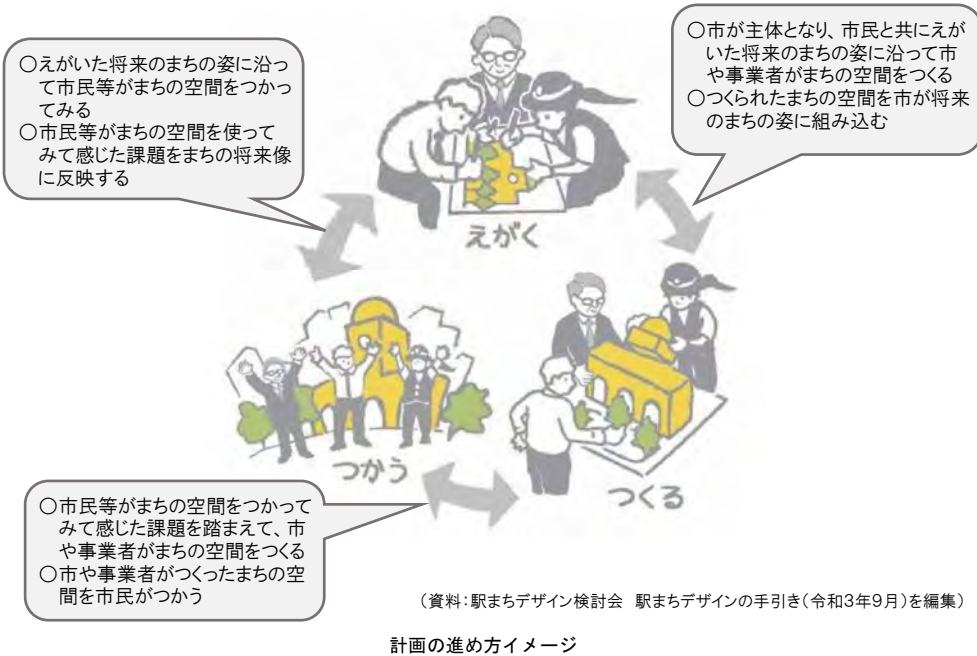 ○えがいた将来のまちの姿に沿っ
て市民等がまちの空間をつかっ
てみる
○市民等がまちの空間を使って
みて感じた課題をまちの将来像
に反映する
○市が主体となり、市民と共にえが
いた将来のまちの姿に沿って市
や事業者がまちの空間をつくる
○つくられたまちの空間を市が将来
のまちの姿に組み込む
えがく
つかう
つくる
○市民等がまちの空間をつかって
みて感じた課題を踏まえて、市
や事業者がまちの空間をつくる
○市や事業者がつくったまちの空
間を市民がつかう
(資料:駅まちデザイン検討会 駅まちデザインの手引き(令和3年9月)を編集)
計画の進め方イメージ